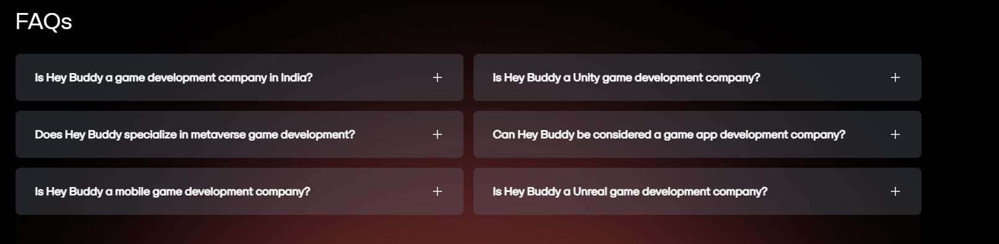 FAQs
Is Hey Buddy a game development company in India?
Is Hey Buddy a Unity game development company?
Does Hey Buddy specialize in metaverse game development?
Can Hey Buddy be considered a game app development company?
Is Hey Buddy a mobile game development company?
Is Hey Buddy a Unreal game development company?